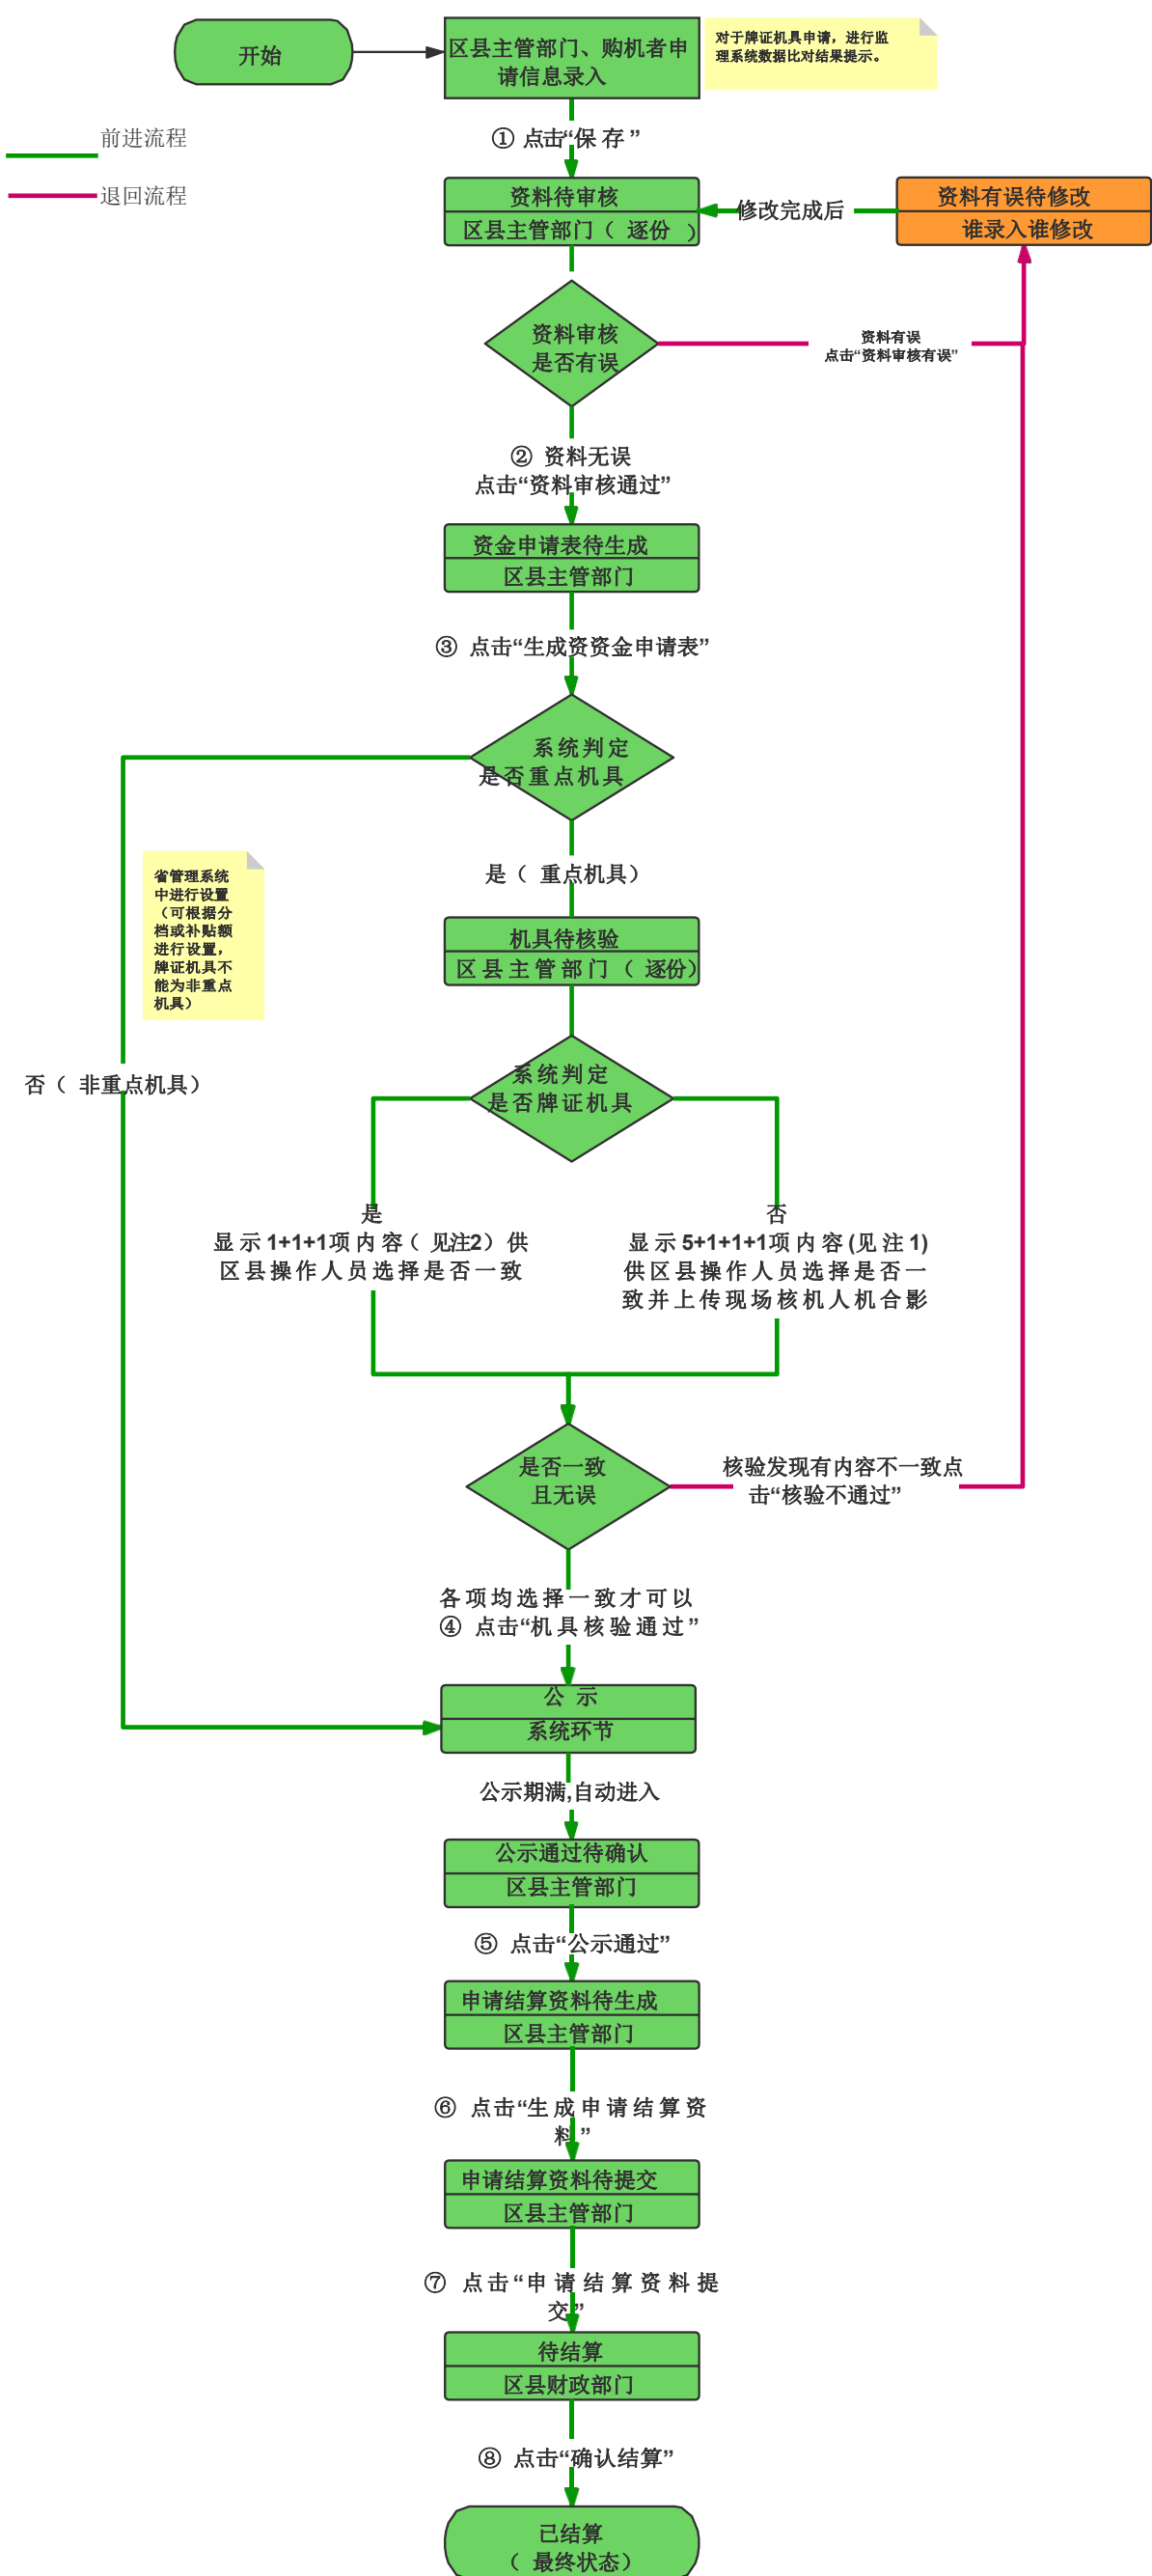 开始
区县主管部门、购机者申
请信息录入
对于牌证机具申请，进行监
理系统数据比对结果提示。
前进流程
退回流程
① 点击“保存”
资料待审核
区县主管部门（逐份）
修改完成后
资料有误待修改
谁录入谁修改
资料审核
是否有误
资料有误
点击“资料审核有误”
② 资料无误
点击“资料审核通过”
资金申请表待生成
区县主管部门
③ 点击“生成资资金申请表”
系统判定
是否重点机具
是（重点机具）
省管理系统
中进行设置
（可根据分
档或补贴额
进行设置，
牌证机具不
能为非重点
机具）
机具待核验
区县主管部门（逐份）
否（非重点机具）
系统判定
是否牌证机具
是
显示1+1+1项内容（见注2）供
区县操作人员选择是否一致
否
显示5+1+1+1项内容(见注1)
供区县操作人员选择是否一
致并上传现场核机人机合影
是否一致
且无误
核验发现有内容不一致点
击“核验不通过”
各项均选择一致才可以
④ 点击“机具核验通过”
公 示
系统环节
公示期满,自动进入
公示通过待确认
区县主管部门
⑤ 点击“公示通过”
申请结算资料待生成
区县主管部门
⑥ 点击“生成申请结算资
料”
申请结算资料待提交
区县主管部门
⑦ 点击“申请结算资料提
交”
待结算
区县财政部门
⑧ 点击“确认结算”
已结算
（最终状态）